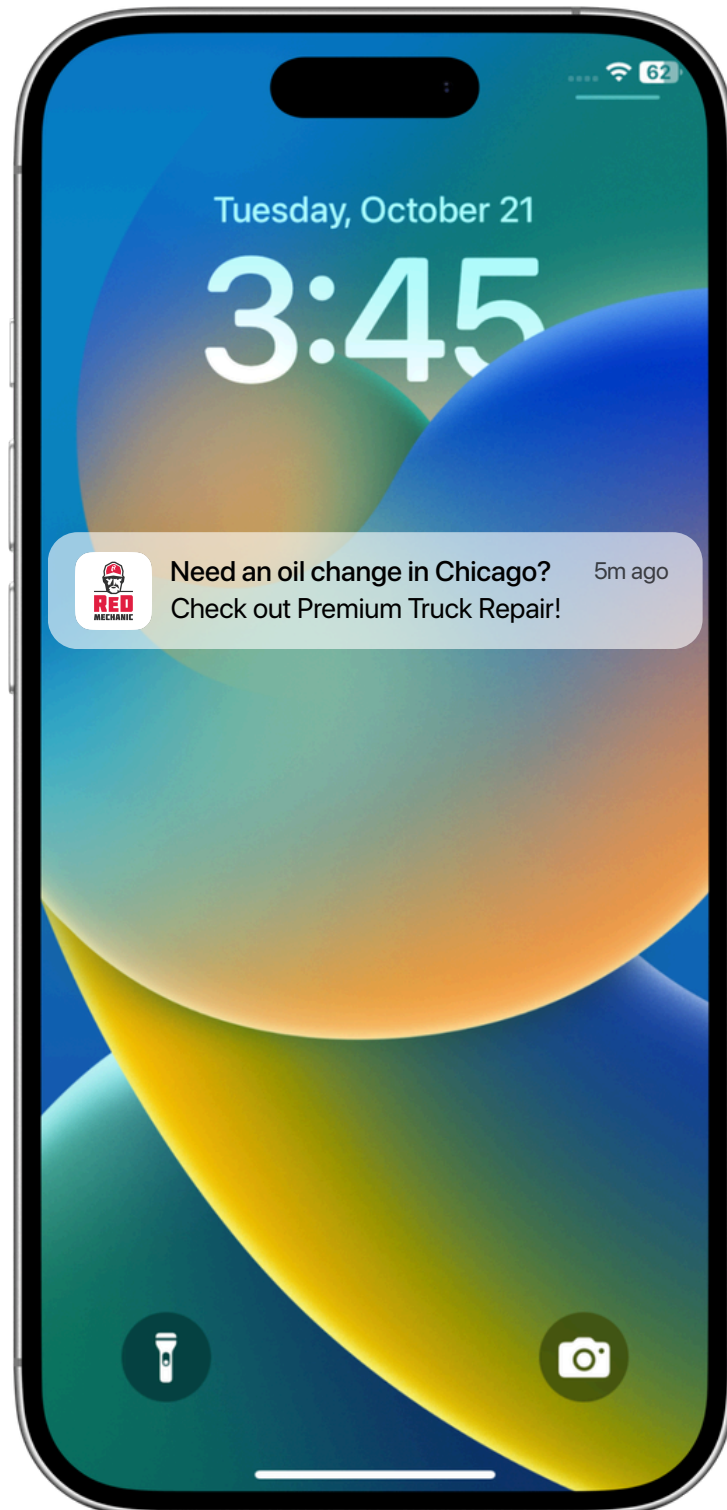 62
Tuesday, October 21
3:45
Need an oil change in Chicago? 5m ago
Check out Premium Truck Repair!
RED
MECHANIC